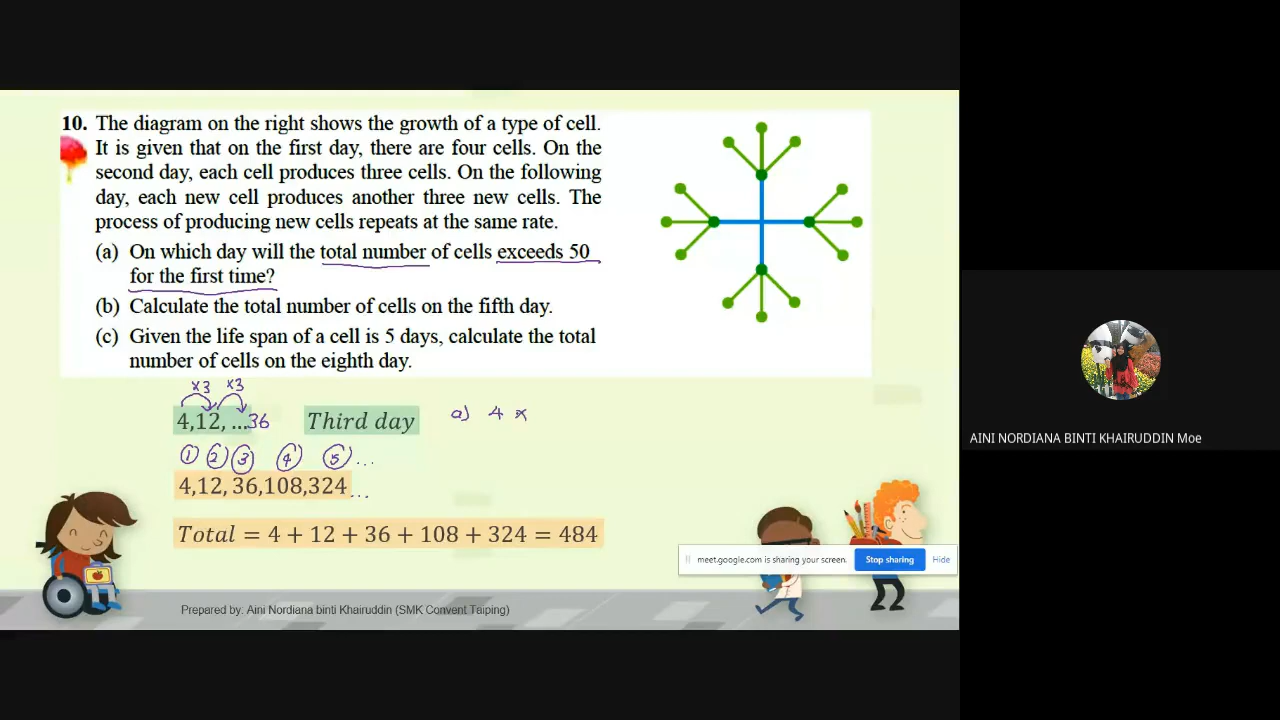 10. The diagram on the right shows the growth of a type of cell.
It is given that on the first day, there are four cells. On the
second day, each cell produces three cells. On the following
day, each new cell produces another three new cells. The
process of producing new cells repeats at the same rate.
(a) On which day will the total number of cells exceeds 50
for the first time?
(b) Calculate the total number of cells on the fifth day.
(c) Given the life span of a cell is 5 days, calculate the total
number of cells on the eighth day.
×3 ×3
4,12, ...36 Third day a) 4 ×
① ② ③ ④ ⑤ ...
4,12, 36,108,324 ...
Total = 4 + 12 + 36 + 108 + 324 = 484
meet.google.com is sharing your screen. Stop sharing Hide
Prepared by: Aini Nordiana binti Khairuddin (SMK Convent Taiping)
AINI NORDIANA BINTI KHAIRUDDIN Moe